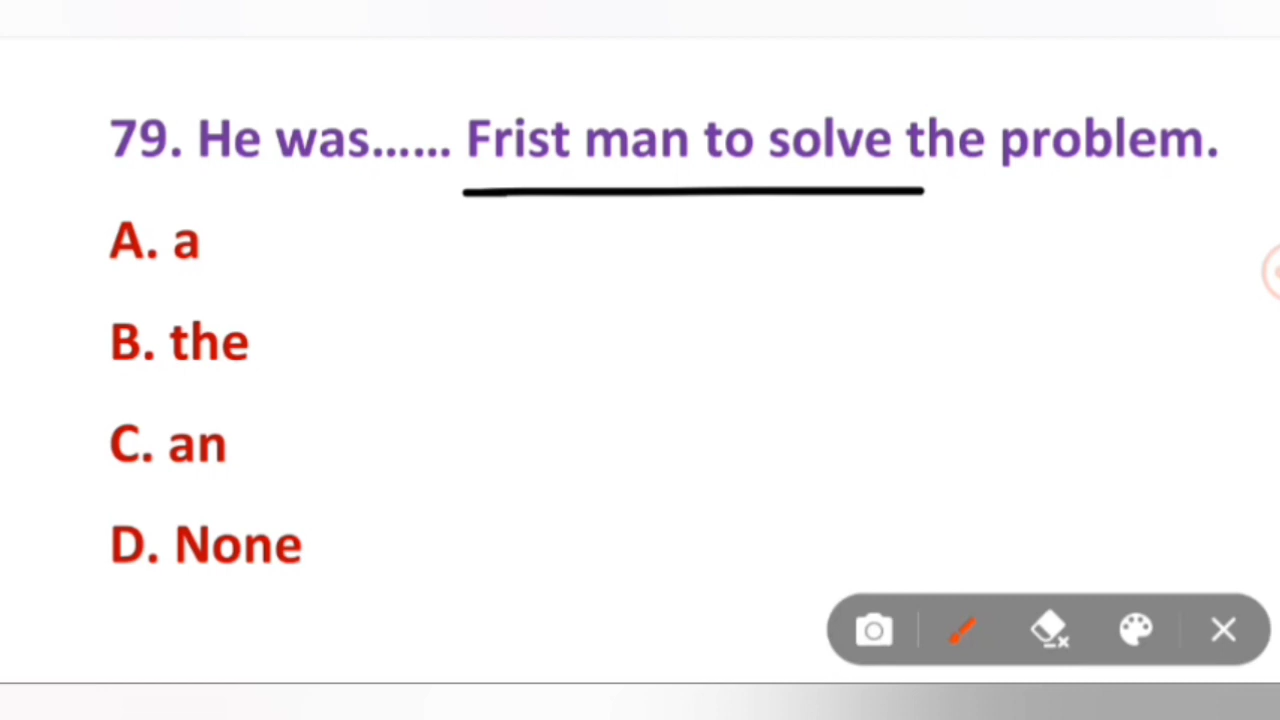 79. He was...... Frist man to solve the problem.
A. a
B. the
C. an
D. None